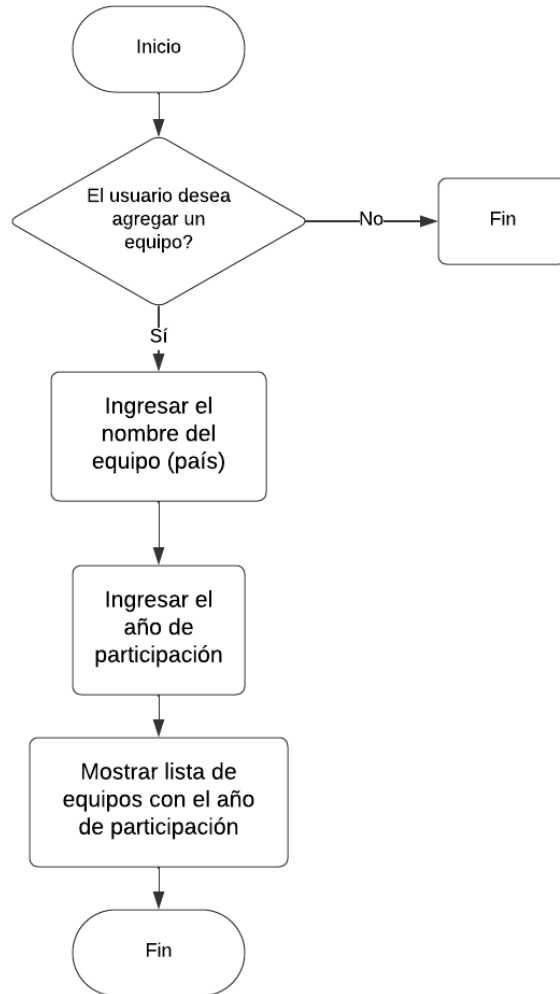 Inicio
El usuario desea
agregar un
equipo?
No
Fin
Sí
Ingresar el
nombre del
equipo (país)
Ingresar el
año de
participación
Mostrar lista de
equipos con el año
de participación
Fin